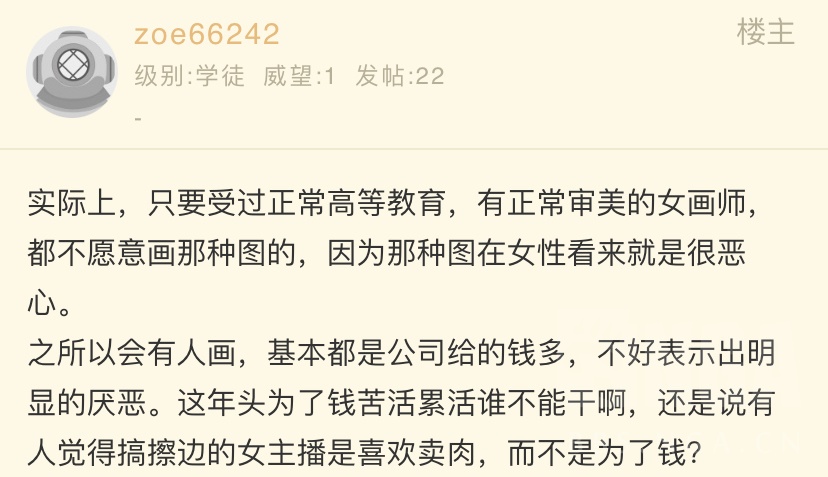 zoe66242
楼主
级别:学徒 威望:1 发帖:22
-
实际上，只要受过正常高等教育，有正常审美的女画师，
都不愿意画那种图的，因为那种图在女性看来就是很恶
心。
之所以会有人画，基本都是公司给的钱多，不好表示出明
显的厌恶。这年头为了钱苦活累活谁不能干啊，还是说有
人觉得搞擦边的女主播是喜欢卖肉，而不是为了钱？